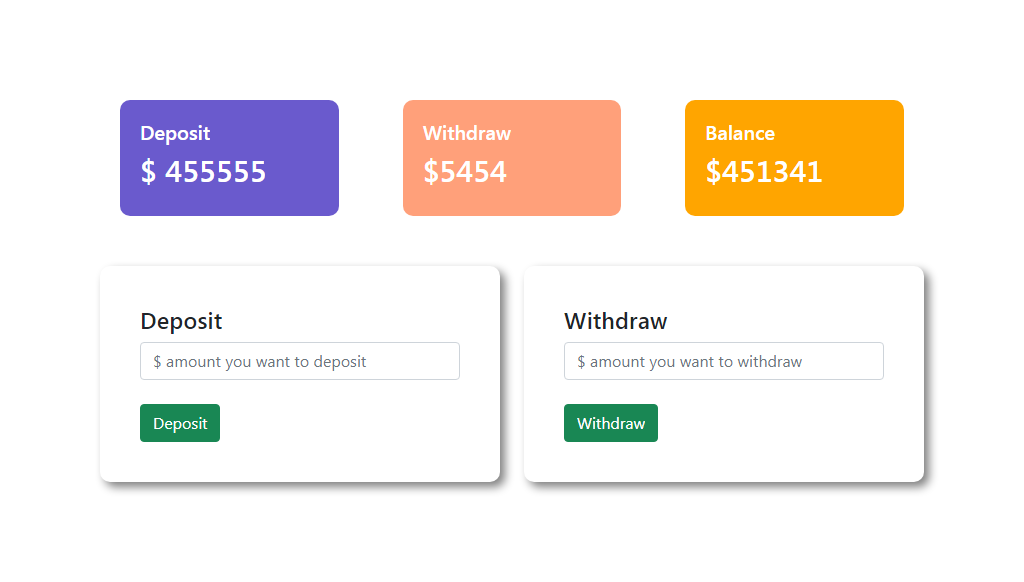 Deposit
$ 455555
Withdraw
$5454
Balance
$451341
Deposit
$ amount you want to deposit
Deposit
Withdraw
$ amount you want to withdraw
Withdraw